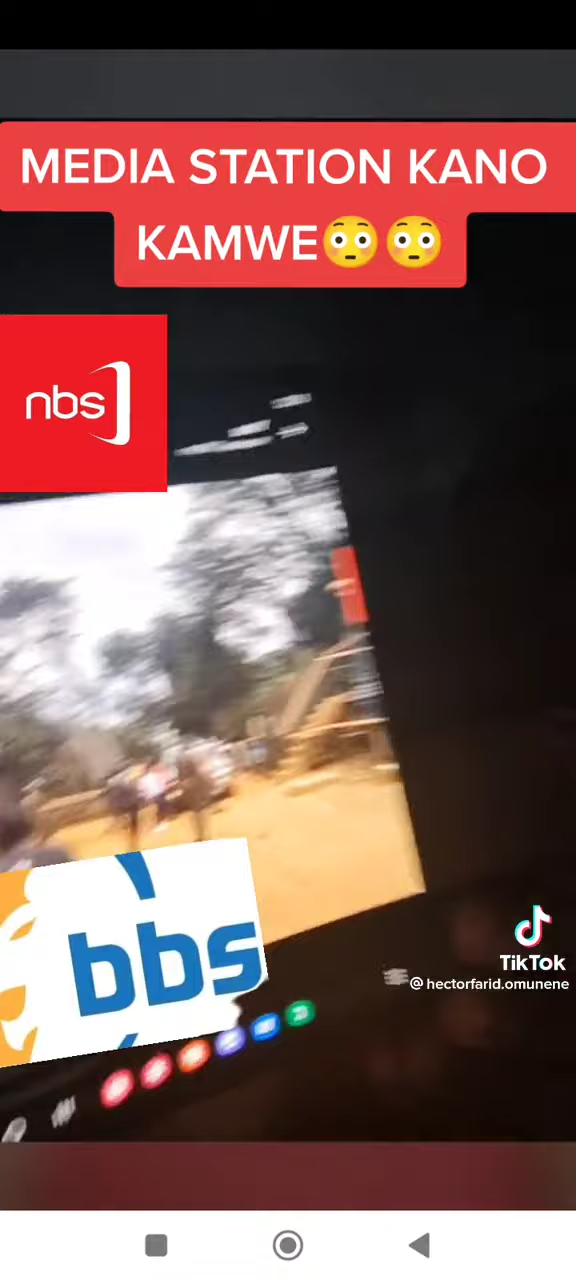 MEDIA STATION KANO
KAMWE😳😳
nbs
bbs
TikTok
@hectorfarid.omunene